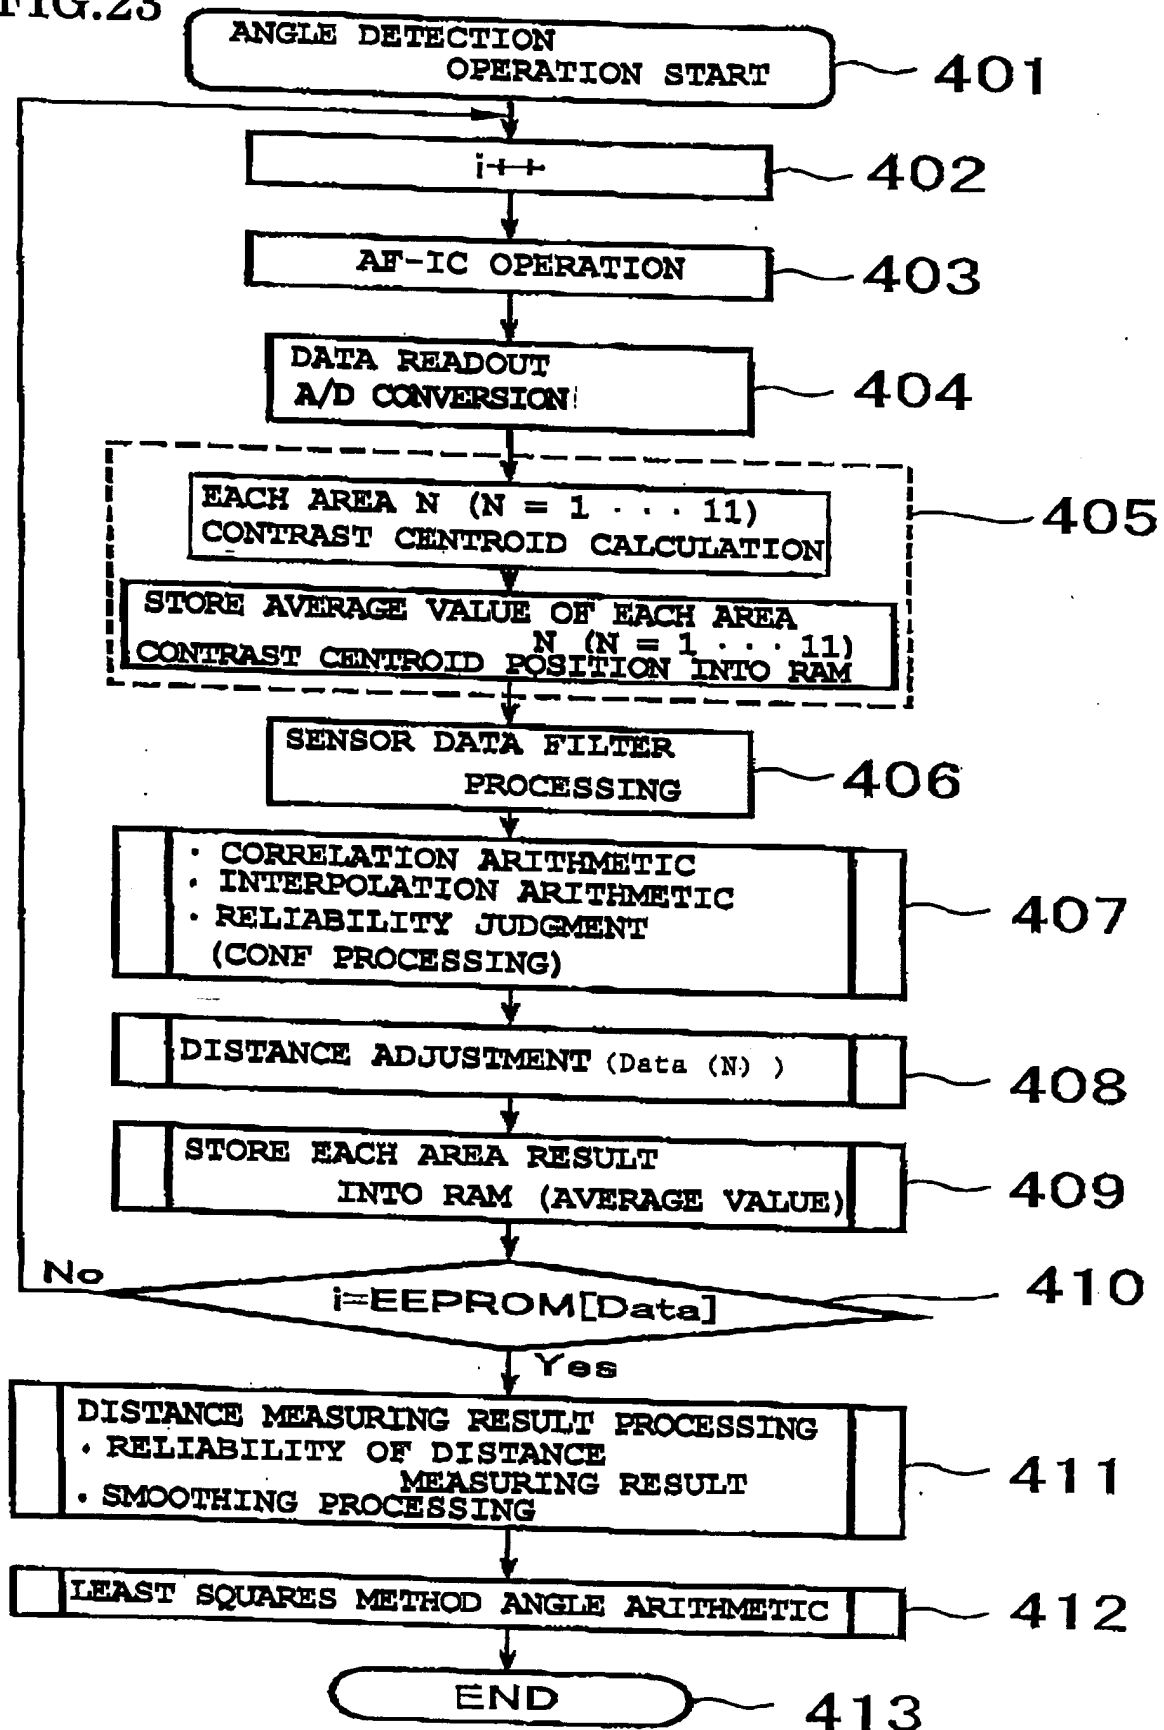 FIG.23
ANGLE DETECTION
OPERATION START
401
i++
402
AF-IC OPERATION
403
DATA READOUT
A/D CONVERSION
404
EACH AREA N (N = 1 ・・・ 11)
CONTRAST CENTROID CALCULATION
405
STORE AVERAGE VALUE OF EACH AREA
N (N = 1 ・・・ 11)
CONTRAST CENTROID POSITION INTO RAM
SENSOR DATA FILTER
PROCESSING
406
・ CORRELATION ARITHMETIC
・ INTERPOLATION ARITHMETIC
・ RELIABILITY JUDGMENT
(CONF PROCESSING)
407
DISTANCE ADJUSTMENT (Data (N) )
408
STORE EACH AREA RESULT
INTO RAM (AVERAGE VALUE)
409
No
i=EEPROM[Data]
410
Yes
DISTANCE MEASURING RESULT PROCESSING
・ RELIABILITY OF DISTANCE
MEASURING RESULT
・ SMOOTHING PROCESSING
411
LEAST SQUARES METHOD ANGLE ARITHMETIC
412
END
413